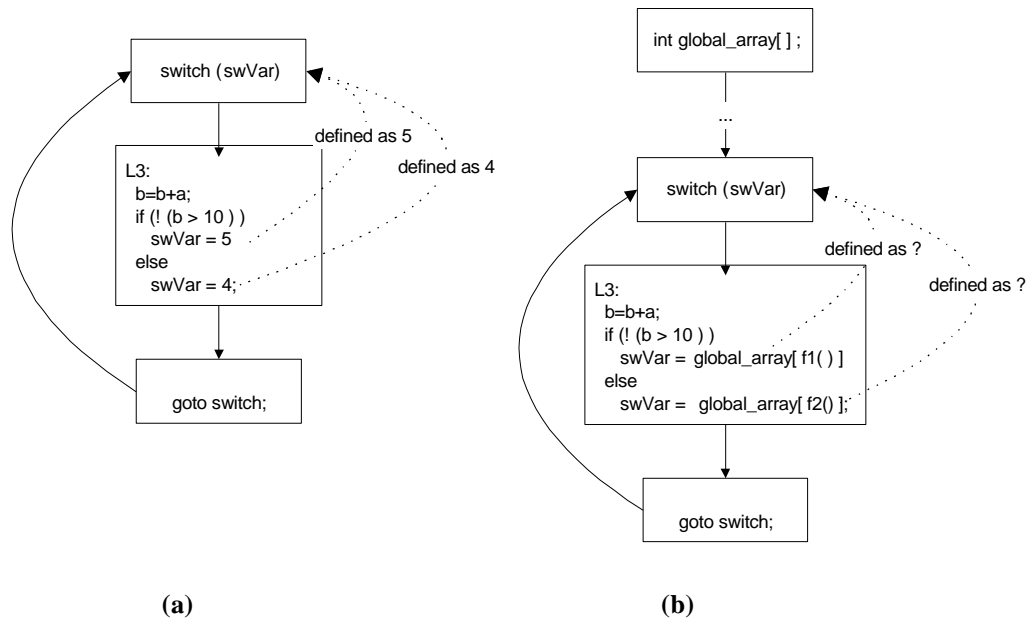 switch (swVar)
defined as 5
defined as 4
L3:
b=b+a;
if (! (b > 10 ) )
swVar = 5
else
swVar = 4;
goto switch;
(a)
int global_array[ ] ;
...
switch (swVar)
defined as ?
defined as ?
L3:
b=b+a;
if (! (b > 10 ) )
swVar = global_array[ f1( ) ]
else
swVar = global_array[ f2() ];
goto switch;
(b)